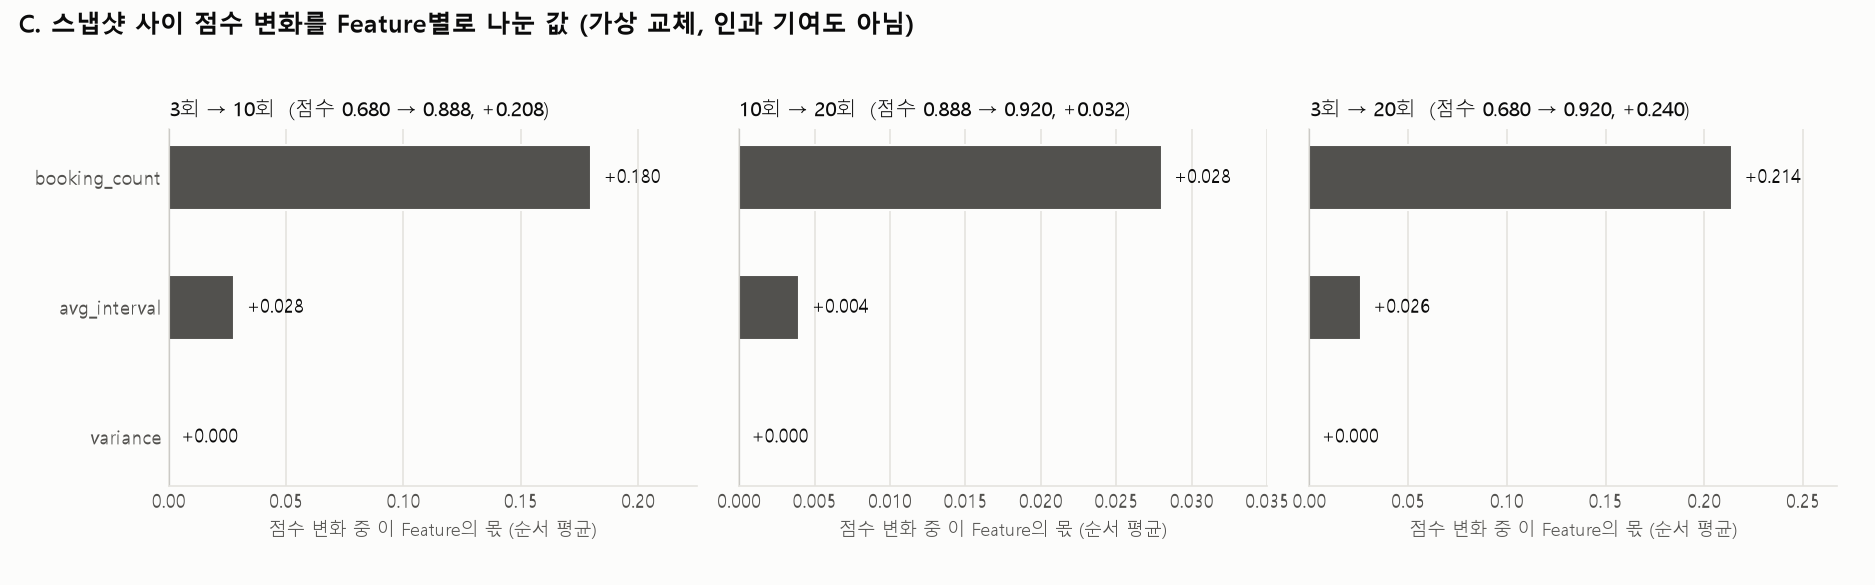 C. 스냅샷 사이 점수 변화를 Feature별로 나눈 값 (가상 교체, 인과 기여도 아님)
3회 → 10회 (점수 0.680 → 0.888, +0.208)
10회 → 20회 (점수 0.888 → 0.920, +0.032)
3회 → 20회 (점수 0.680 → 0.920, +0.240)
booking_count
+0.180
+0.028
+0.214
avg_interval
+0.028
+0.004
+0.026
variance
+0.000
+0.000
+0.000
0.00 0.05 0.10 0.15 0.20
0.000 0.005 0.010 0.015 0.020 0.025 0.030 0.035
0.00 0.05 0.10 0.15 0.20 0.25
점수 변화 중 이 Feature의 몫 (순서 평균)
점수 변화 중 이 Feature의 몫 (순서 평균)
점수 변화 중 이 Feature의 몫 (순서 평균)